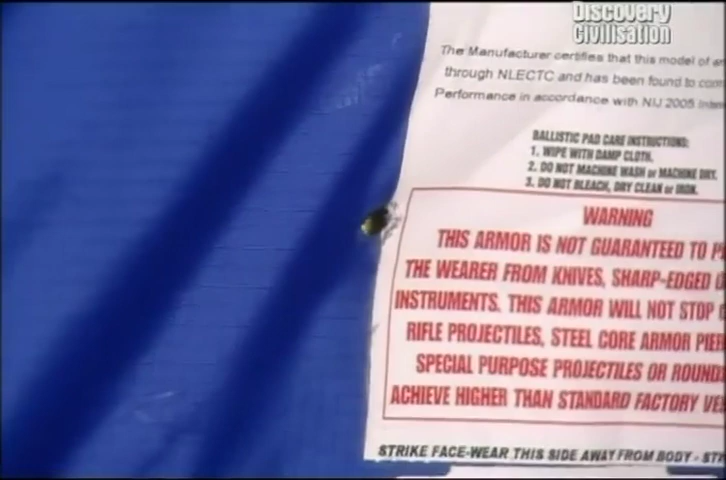 Discovery
Civilisation
The Manufacturer certifies that this model of
through NLECTC and has been found to
Performance in accordance with NIJ 2005
BALLISTIC PAD CARE INSTRUCTIONS:
1. WIPE WITH DAMP CLOTH.
2. DO NOT MACHINE WASH or MACHINE DRY.
3. DO NOT BLEACH, DRY CLEAN or IRON.
WARNING
THIS ARMOR IS NOT GUARANTEED TO
THE WEARER FROM KNIVES, SHARP-EDGED
INSTRUMENTS. THIS ARMOR WILL NOT STOP
RIFLE PROJECTILES, STEEL CORE ARMOR
SPECIAL PURPOSE PROJECTILES OR
ACHIEVE HIGHER THAN STANDARD FACTORY
STRIKE FACE-WEAR THIS SIDE AWAY FROM BODY -